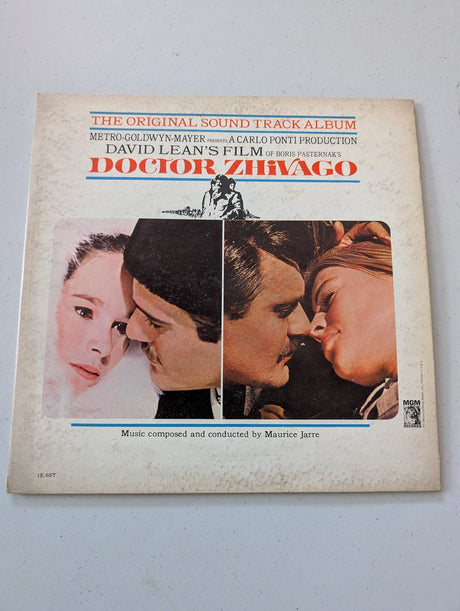 THE ORIGINAL SOUND TRACK ALBUM
METRO-GOLDWYN-MAYER PRESENTS A CARLO PONTI PRODUCTION
DAVID LEAN'S FILM OF BORIS PASTERNAK'S
DOCTOR ZHiVAGO
MGM
RECORDS
Music composed and conducted by Maurice Jarre
1E-6ST